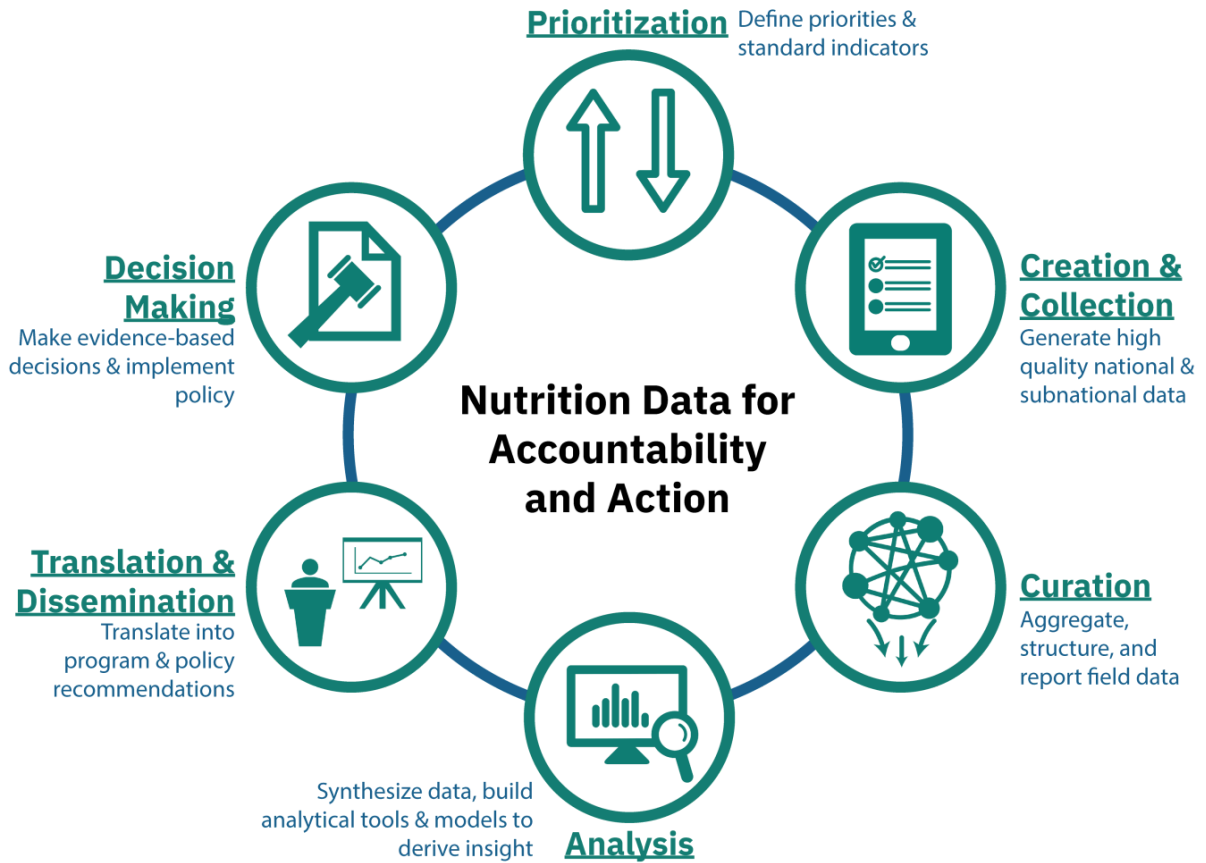 Prioritization
Define priorities &
standard indicators
Creation &
Collection
Generate high
quality national &
subnational data
Curation
Aggregate,
structure, and
report field data
Analysis
Synthesize data, build
analytical tools & models to
derive insight
Translation &
Dissemination
Translate into
program & policy
recommendations
Decision
Making
Make evidence-based
decisions & implement
policy
Nutrition Data for
Accountability
and Action